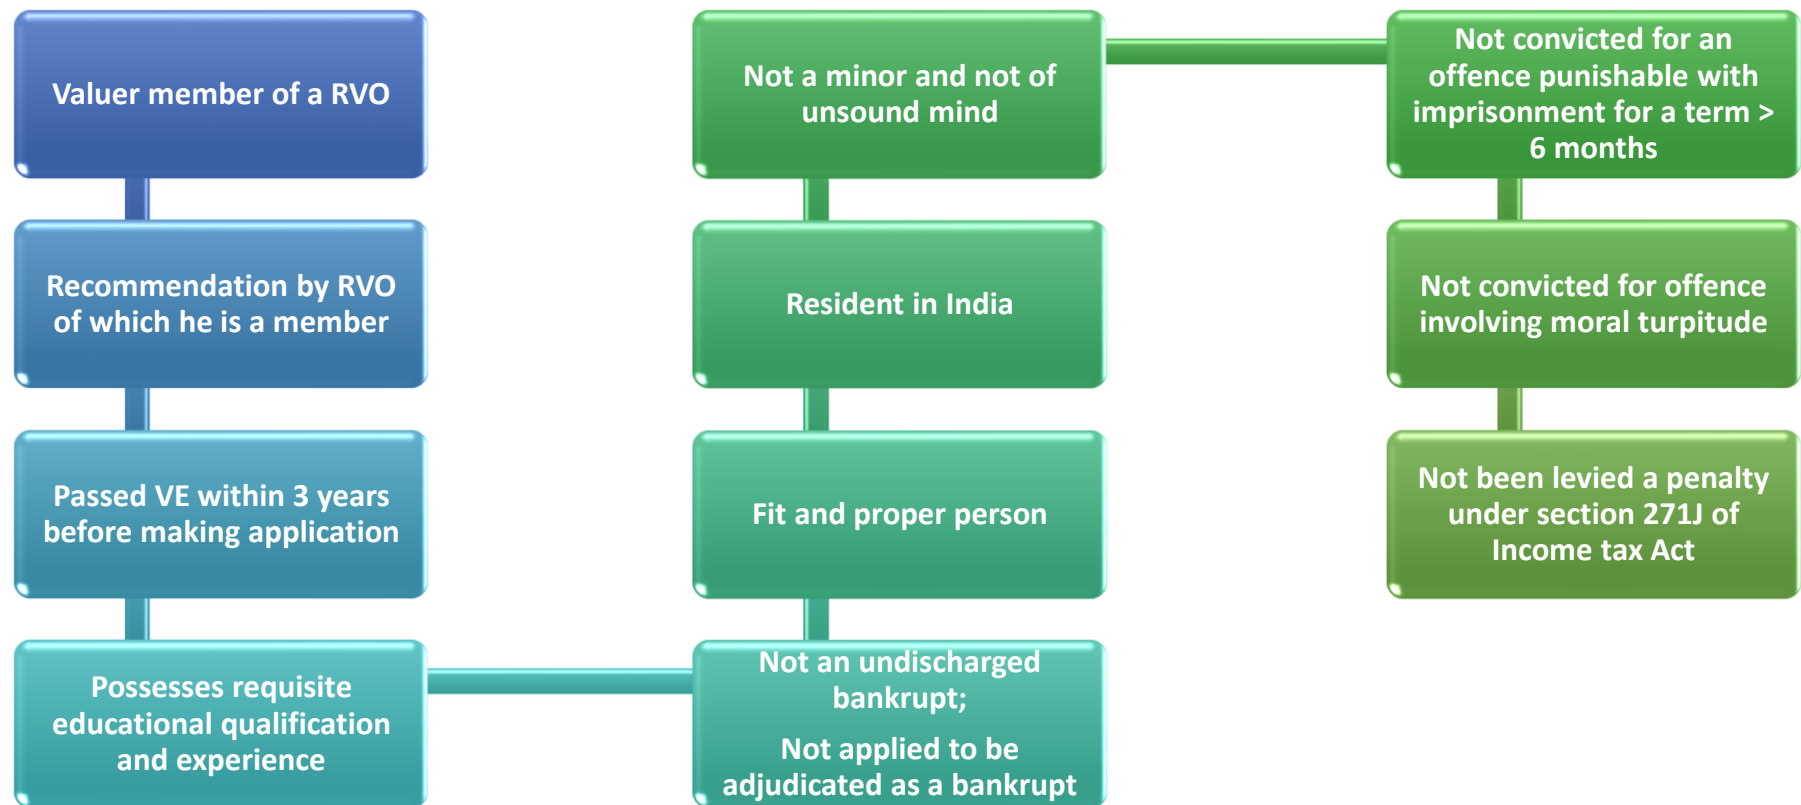 Valuer member of a RVO
Recommendation by RVO
of which he is a member
Passed VE within 3 years
before making application
Possesses requisite
educational qualification
and experience
Not an undischarged
bankrupt;
Not applied to be
adjudicated as a bankrupt
Fit and proper person
Resident in India
Not a minor and not of
unsound mind
Not convicted for an
offence punishable with
imprisonment for a term >
6 months
Not convicted for offence
involving moral turpitude
Not been levied a penalty
under section 271J of
Income tax Act